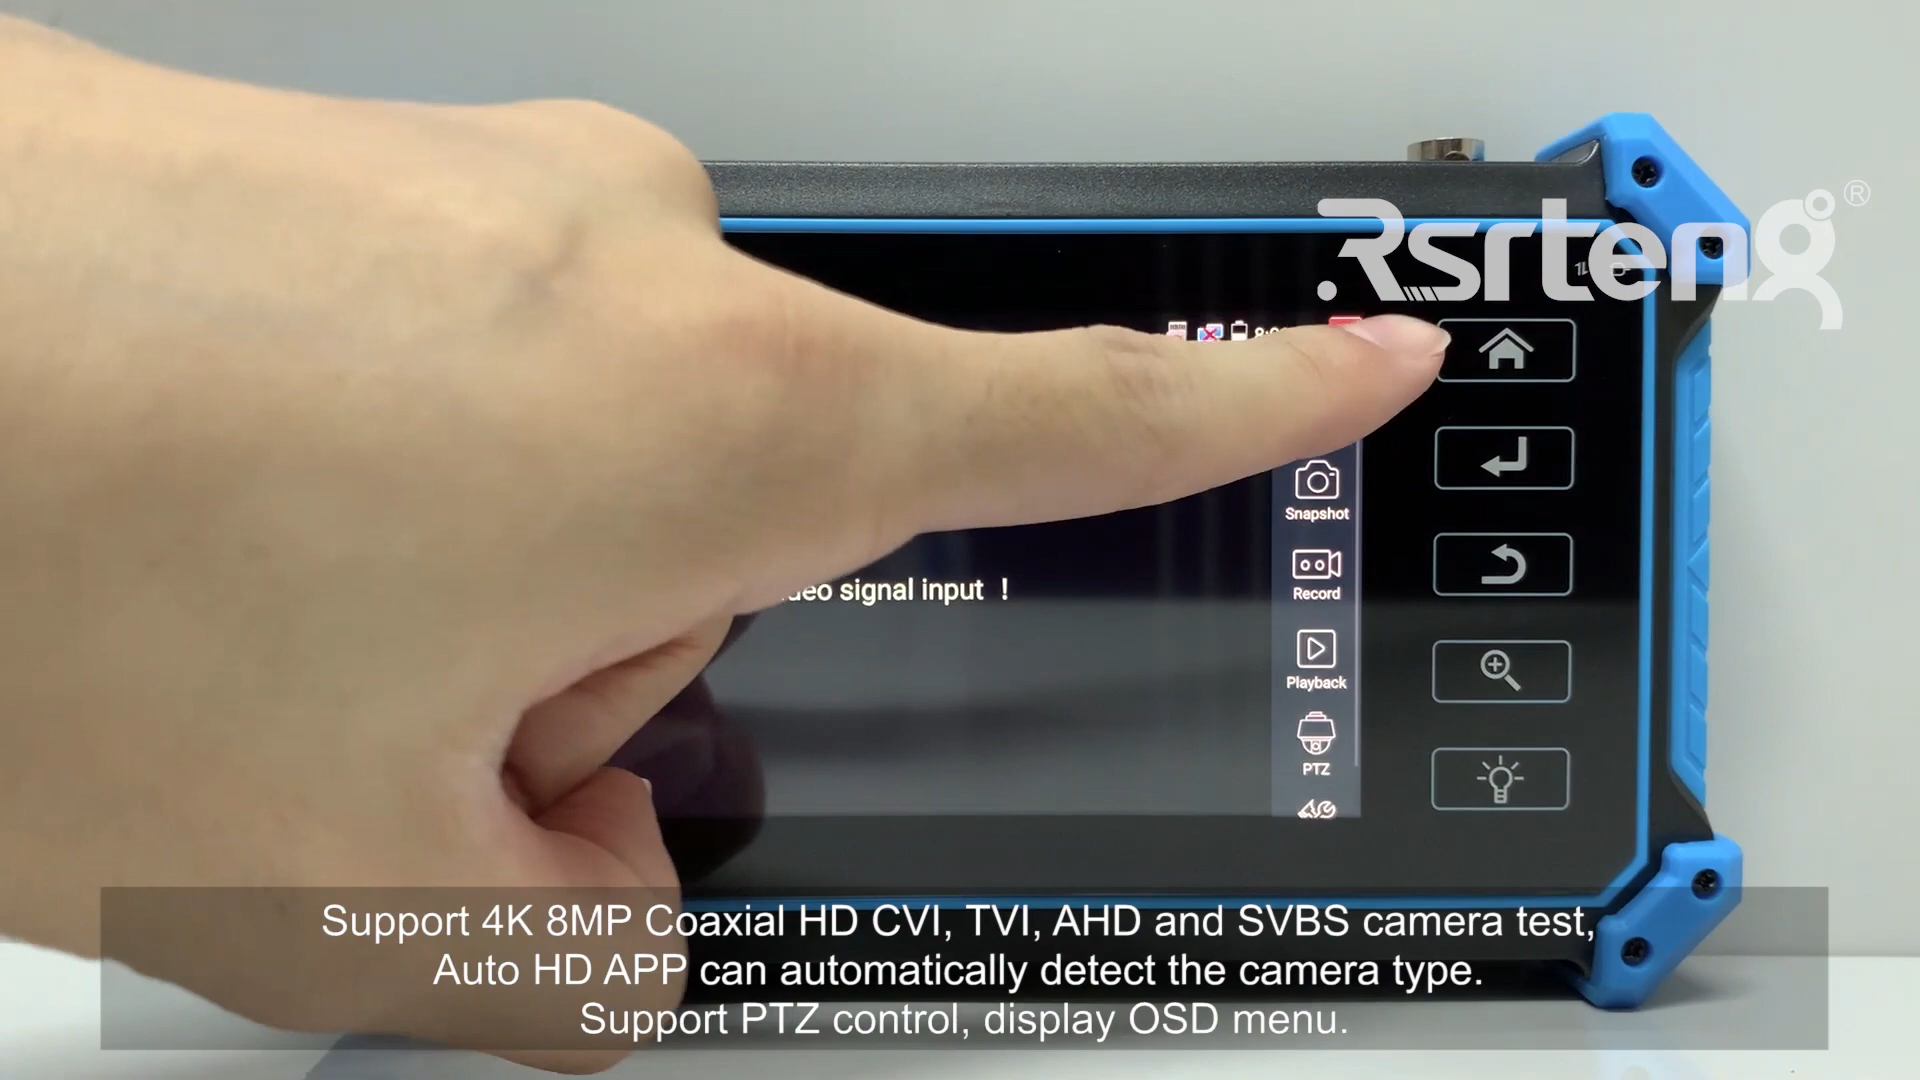 Rsrteng®
Snapshot
signal input !
Record
Playback
PTZ
Support 4K 8MP Coaxial HD CVI, TVI, AHD and SVBS camera test,
Auto HD APP can automatically detect the camera type.
Support PTZ control, display OSD menu.